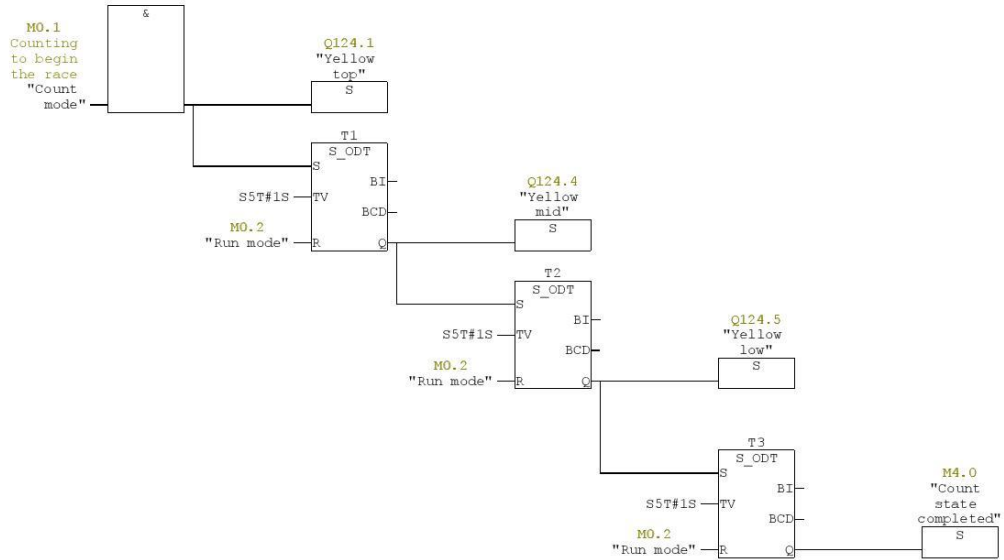 &
M0.1
Counting
to begin
the race
"Count
mode"
Q124.1
"Yellow
top"
S
T1
S_ODT
S
BI
S5T#1S
TV
BCD
M0.2
"Run mode"
R
Q
Q124.4
"Yellow
mid"
S
T2
S_ODT
S
BI
S5T#1S
TV
BCD
M0.2
"Run mode"
R
Q
Q124.5
"Yellow
low"
S
T3
S_ODT
S
BI
S5T#1S
TV
BCD
M0.2
"Run mode"
R
Q
M4.0
"Count
state
completed"
S